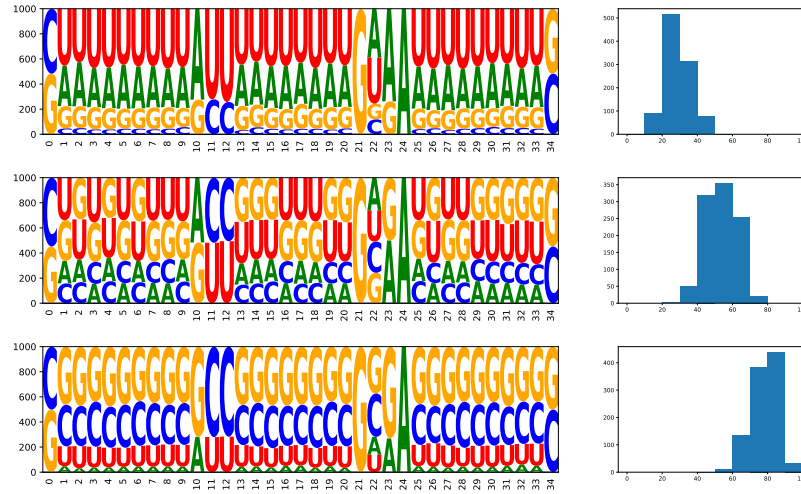 1000
800
600
400
200
0
C U U U U U U U U U A U U U U U U U U U U G A A A U U U U U U U U U G
G A A A A A A A A A G C C A A A A A A A A U G A A A A A A A A A C
G G G G G G G G G G G G G G G G G G G G G G G G G G G
C C C C C C C C C C C C C C C C C C C C C C C C C C C
0 1 2 3 4 5 6 7 8 9 10 11 12 13 14 15 16 17 18 19 20 21 22 23 24 25 26 27 28 29 30 31 32 33 34
500
400
300
200
100
0
0 20 40 60 80
1000
800
600
400
200
0
C U G U G U G U U U A C C G G G U U U G G G A G A U G U U G G G G G G
G G U G U G U G G G G U U U U U G G G U U U A G U G G U U U U U C
A A C A C A C C A A A A C A A C C C A C A A C C C C C
C C A C A C A A C C C C A C C A A G C A C C A A A A A
0 1 2 3 4 5 6 7 8 9 10 11 12 13 14 15 16 17 18 19 20 21 22 23 24 25 26 27 28 29 30 31 32 33 34
350
300
250
200
150
100
50
0
0 20 40 60 80
1000
800
600
400
200
0
C G G G G G G G G G G C C G G G G G G G G G G G A G G G G G G G G G G
G C C C C C C C C C A U U C C C C C C C C C A C C C C C C C C C C
U U U U U U U U U U U U U U U U U A U U U U U U U U U
A A A A A A A A A A A A A A A A A U A A A A A A A A A
0 1 2 3 4 5 6 7 8 9 10 11 12 13 14 15 16 17 18 19 20 21 22 23 24 25 26 27 28 29 30 31 32 33 34
400
300
200
100
0
0 20 40 60 80